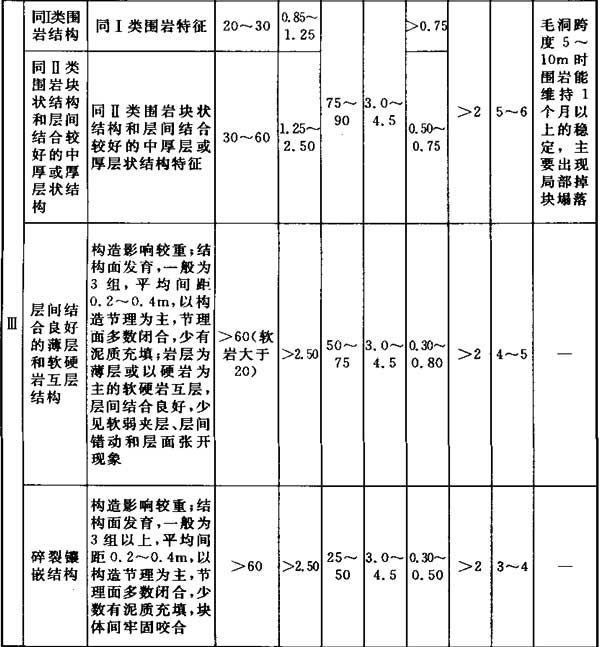 Ⅲ
同Ⅰ类围
岩结构
同Ⅰ类围岩特征
20～30
0.85～
1.25
>0.75
同Ⅱ类
围岩块
状结构
和层间
结合较
好的中
厚或厚
层状结
构
同Ⅱ类围岩块状
结构和层间结合
较好的中厚层或
厚层状结构特征
30～60
1.25～
2.50
75～
90
3.0～
4.5
0.50～
0.75
>2
5～6
毛洞跨
度5～
10m时
围岩能
维持1
个月以
上的稳
定，主
要出现
局部掉
块塌落
层间结
合良好
的薄层
和软硬
岩互层
结构
构造影响较重；结
构面发育，一般为
3组，平均间距
0.2～0.4m，以构
造节理为主，节理
面多数闭合，少有
泥质充填；岩层为
薄层或以硬岩为
主的软硬岩互层，
层间结合良好，少
见软弱夹层、层间
错动和层面张开
现象
>60（软
岩大于
20）
>2.50
50～
75
3.0～
4.5
0.30～
0.80
>2
4～5
—
碎裂镶
嵌结构
构造影响较重；结
构面发育，一般为
3组以上，平均间
距0.2～0.4m，以
构造节理为主，节
理面多数闭合，少
数有泥质充填，块
体间牢固咬合
>60
>2.50
25～
50
3.0～
4.5
0.30～
0.50
>2
3～4
—